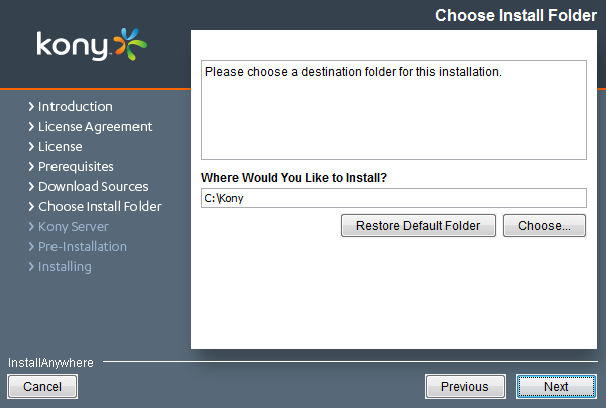 Choose Install Folder
kony
Please choose a destination folder for this installation.
> Introduction
> License Agreement
> License
> Prerequisites
> Download Sources
> Choose Install Folder
> Kony Server
> Pre-Installation
> Installing
Where Would You Like to Install?
C:\Kony
Restore Default Folder
Choose...
InstallAnywhere
Cancel
Previous
Next